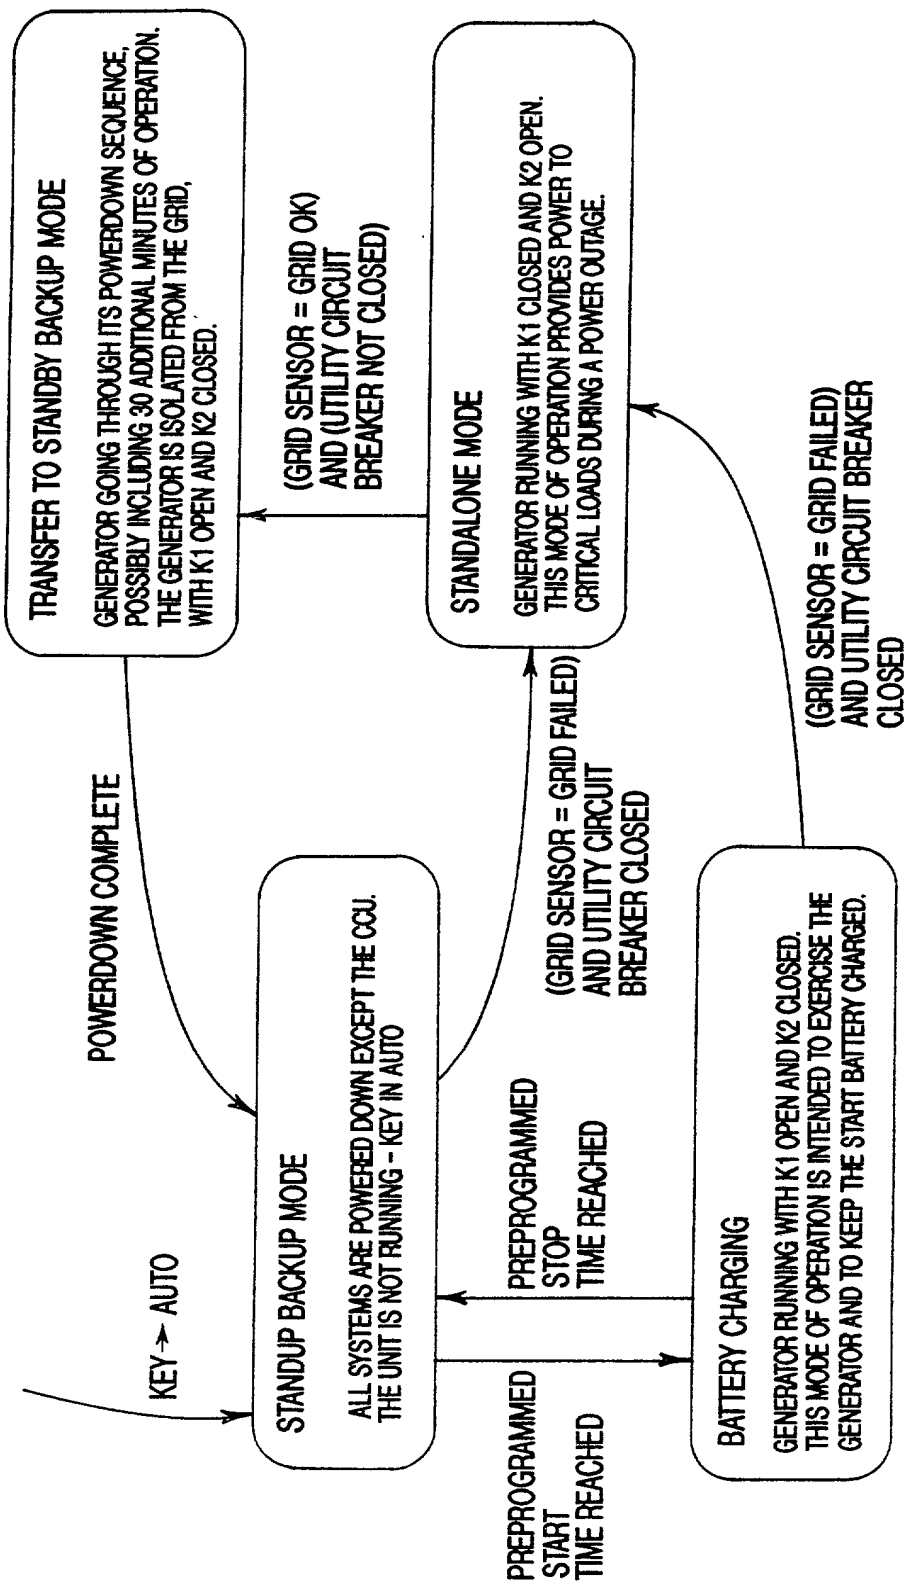 KEY → AUTO
POWERDOWN COMPLETE
TRANSFER TO STANDBY BACKUP MODE
GENERATOR GOING THROUGH ITS POWERDOWN SEQUENCE,
POSSIBLY INCLUDING 30 ADDITIONAL MINUTES OF OPERATION.
THE GENERATOR IS ISOLATED FROM THE GRID,
WITH K1 OPEN AND K2 CLOSED.
STANDUP BACKUP MODE
ALL SYSTEMS ARE POWERED DOWN EXCEPT THE CCU.
THE UNIT IS NOT RUNNING - KEY IN AUTO
(GRID SENSOR = GRID OK)
AND (UTILITY CIRCUIT
BREAKER NOT CLOSED)
STANDALONE MODE
GENERATOR RUNNING WITH K1 CLOSED AND K2 OPEN.
THIS MODE OF OPERATION PROVIDES POWER TO
CRITICAL LOADS DURING A POWER OUTAGE.
(GRID SENSOR = GRID FAILED)
AND UTILITY CIRCUIT
BREAKER CLOSED
PREPROGRAMMED
START
TIME REACHED
PREPROGRAMMED
STOP
TIME REACHED
BATTERY CHARGING
GENERATOR RUNNING WITH K1 OPEN AND K2 CLOSED.
THIS MODE OF OPERATION IS INTENDED TO EXERCISE THE
GENERATOR AND TO KEEP THE START BATTERY CHARGED.
(GRID SENSOR = GRID FAILED)
AND UTILITY CIRCUIT BREAKER
CLOSED